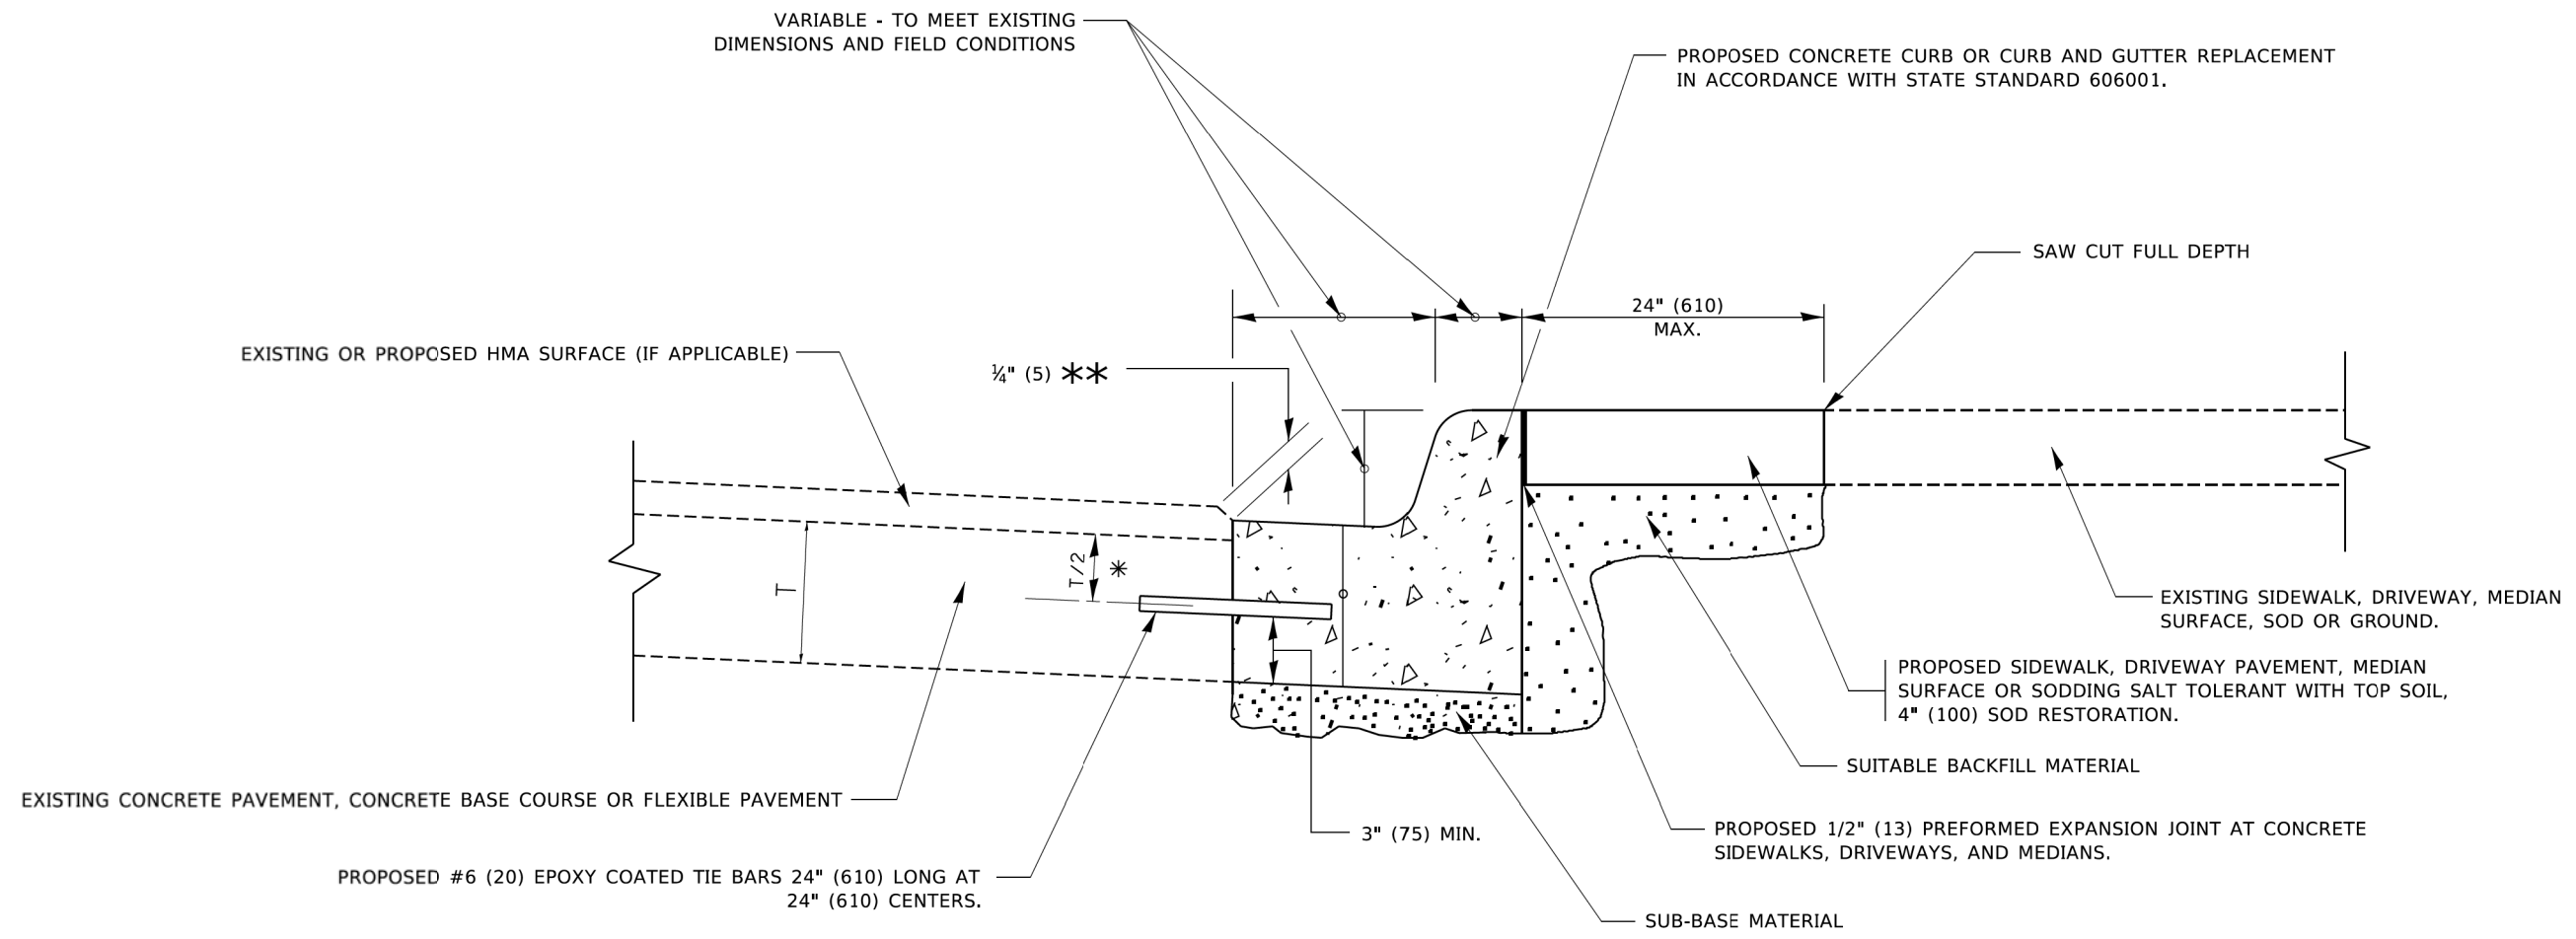 VARIABLE - TO MEET EXISTING
DIMENSIONS AND FIELD CONDITIONS
PROPOSED CONCRETE CURB OR CURB AND GUTTER REPLACEMENT
IN ACCORDANCE WITH STATE STANDARD 606001.
SAW CUT FULL DEPTH
24" (610)
MAX.
EXISTING OR PROPOSED HMA SURFACE (IF APPLICABLE)
¼" (5) **
T/2
*
T
EXISTING SIDEWALK, DRIVEWAY, MEDIAN
SURFACE, SOD OR GROUND.
PROPOSED SIDEWALK, DRIVEWAY PAVEMENT, MEDIAN
SURFACE OR SODDING SALT TOLERANT WITH TOP SOIL,
4" (100) SOD RESTORATION.
SUITABLE BACKFILL MATERIAL
EXISTING CONCRETE PAVEMENT, CONCRETE BASE COURSE OR FLEXIBLE PAVEMENT
3" (75) MIN.
PROPOSED 1/2" (13) PREFORMED EXPANSION JOINT AT CONCRETE
SIDEWALKS, DRIVEWAYS, AND MEDIANS.
PROPOSED #6 (20) EPOXY COATED TIE BARS 24" (610) LONG AT
24" (610) CENTERS.
SUB-BASE MATERIAL